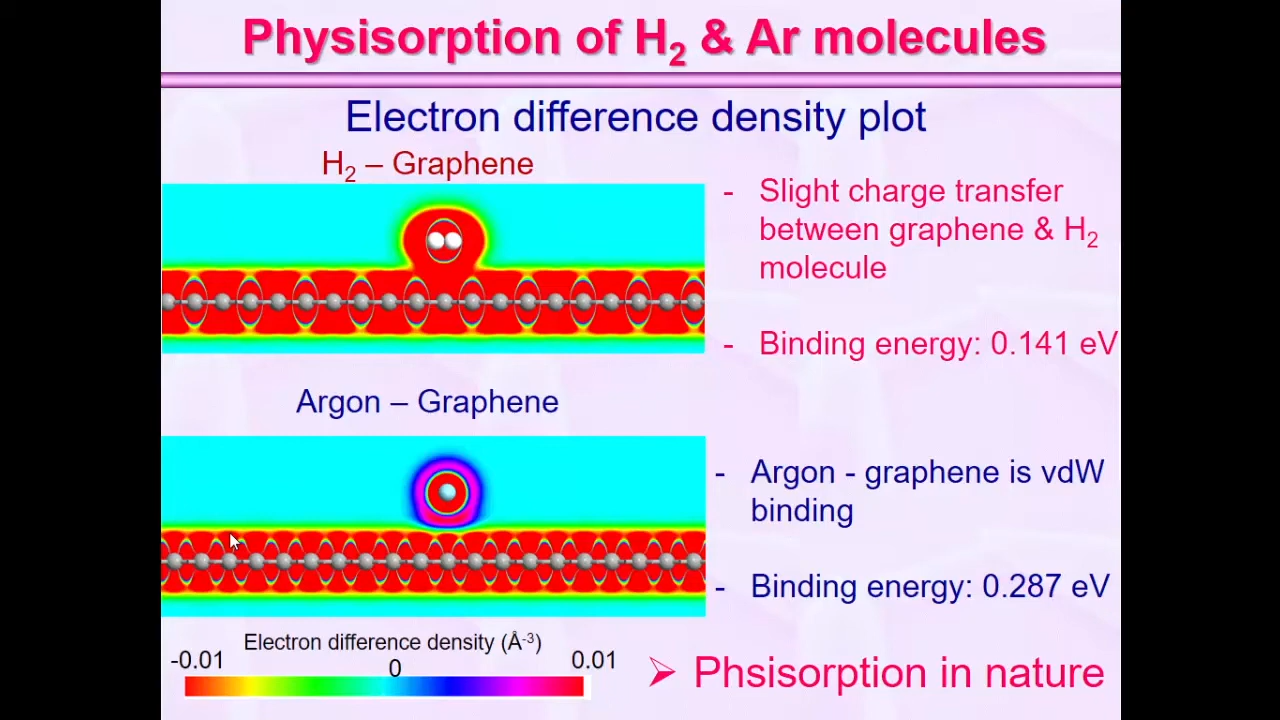 Physisorption of H₂ & Ar molecules
Electron difference density plot
H₂ – Graphene
- Slight charge transfer
between graphene & H₂
molecule
- Binding energy: 0.141 eV
Argon – Graphene
- Argon - graphene is vdW
binding
- Binding energy: 0.287 eV
Electron difference density (Å⁻³)
-0.01 0 0.01
➢ Phsisorption in nature